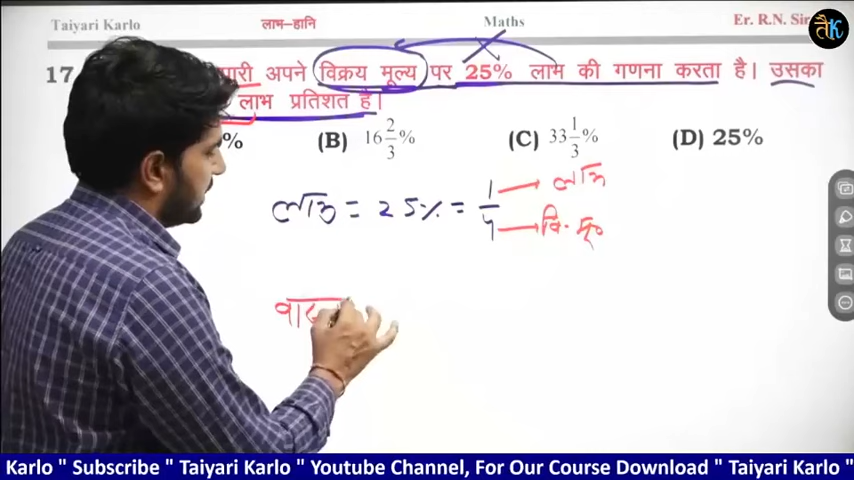 Taiyari Karlo लाभ-हानि Maths Er. R.N. Sir
17 अपने विक्रय मूल्य पर 25% लाभ की गणना करता है। उसका
लाभ प्रतिशत है।
% (B) 16 2/3 % (C) 33 1/3 % (D) 25%
लाभ = 25% = 1/4 → लाभ
→ वि. मू०
Karlo " Subscribe " Taiyari Karlo " Youtube Channel, For Our Course Download " Taiyari Karlo "